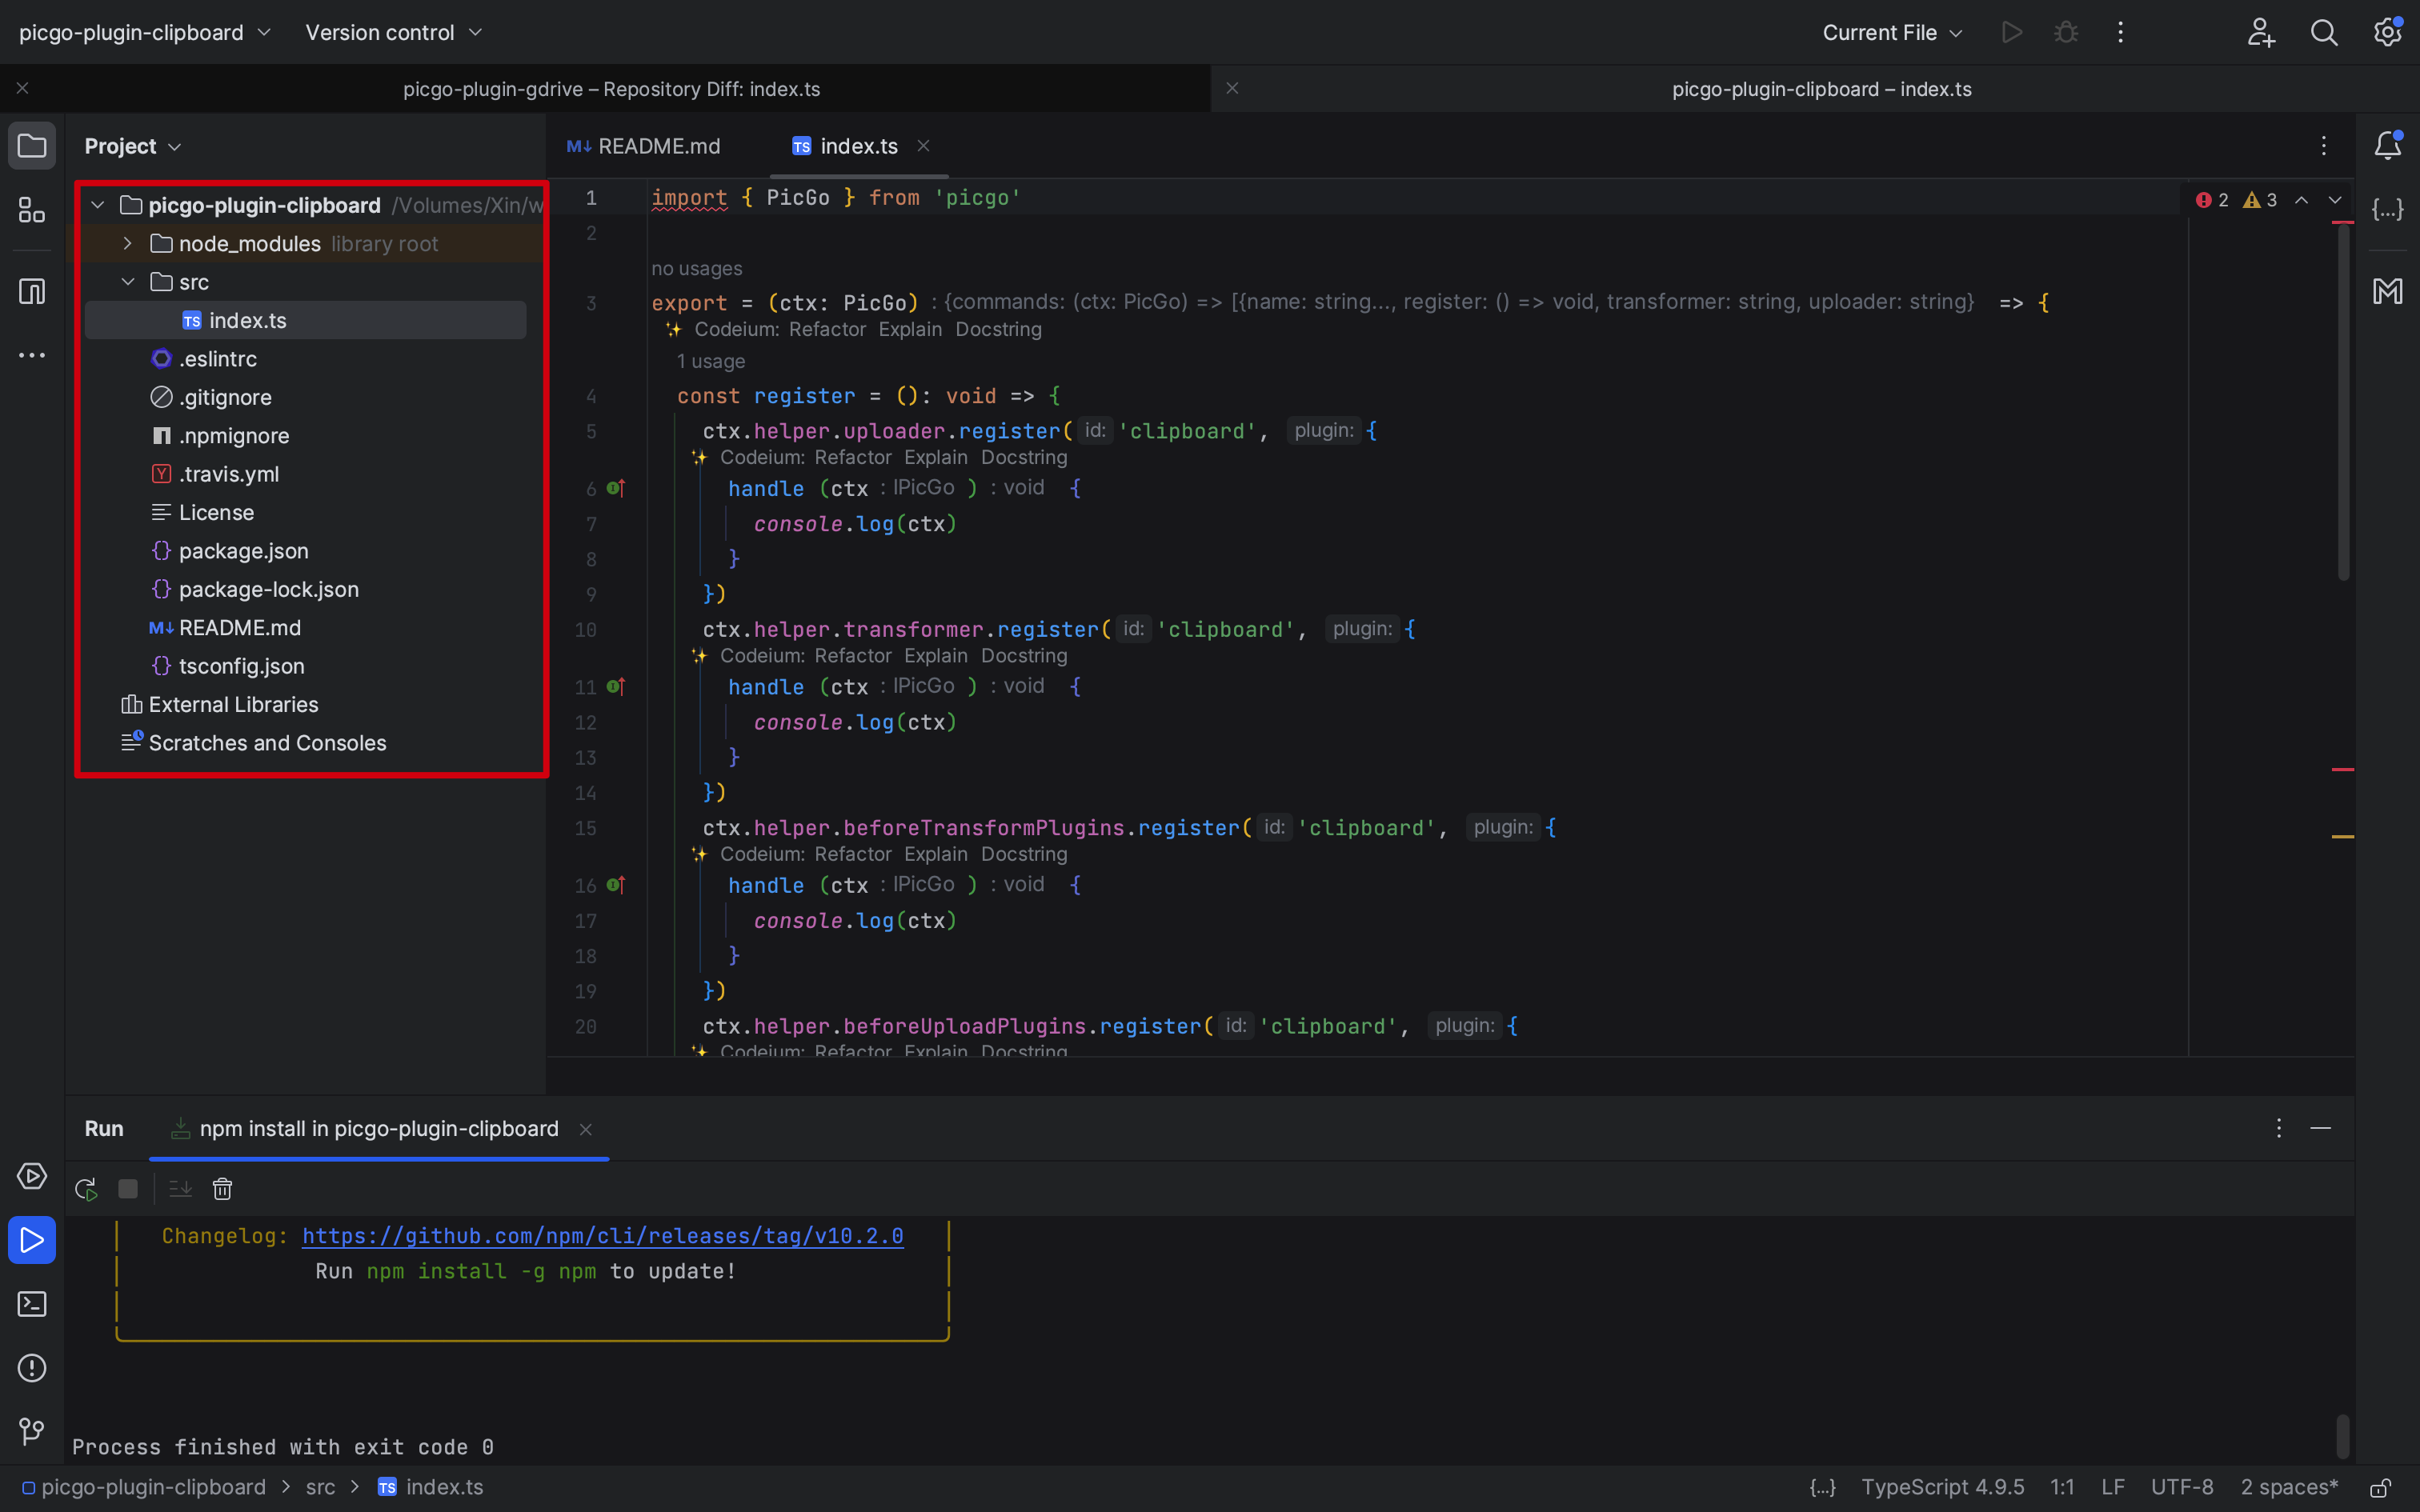 picgo-plugin-clipboard Version control Current File
picgo-plugin-gdrive – Repository Diff: index.ts picgo-plugin-clipboard – index.ts
Project
picgo-plugin-clipboard /Volumes/Xin/w
node_modules library root
src
TS index.ts
.eslintrc
.gitignore
.npmignore
Y .travis.yml
License
{} package.json
{} package-lock.json
M↓ README.md
{} tsconfig.json
External Libraries
Scratches and Consoles
M↓ README.md TS index.ts
2 3
1 import { PicGo } from 'picgo'
2
no usages
3 export = (ctx: PicGo) : {commands: (ctx: PicGo) => [{name: string..., register: () => void, transformer: string, uploader: string} => {
Codeium: Refactor Explain Docstring
1 usage
4 const register = (): void => {
5 ctx.helper.uploader.register( id: 'clipboard', plugin: {
Codeium: Refactor Explain Docstring
6 handle (ctx : IPicGo ) : void {
7 console.log(ctx)
8 }
9 })
10 ctx.helper.transformer.register( id: 'clipboard', plugin: {
Codeium: Refactor Explain Docstring
11 handle (ctx : IPicGo ) : void {
12 console.log(ctx)
13 }
14 })
15 ctx.helper.beforeTransformPlugins.register( id: 'clipboard', plugin: {
Codeium: Refactor Explain Docstring
16 handle (ctx : IPicGo ) : void {
17 console.log(ctx)
18 }
19 })
20 ctx.helper.beforeUploadPlugins.register( id: 'clipboard', plugin: {
Codeium: Refactor Explain Docstring
{...}
Run npm install in picgo-plugin-clipboard
Changelog: https://github.com/npm/cli/releases/tag/v10.2.0
Run npm install -g npm to update!
Process finished with exit code 0
picgo-plugin-clipboard > src > TS index.ts {...} TypeScript 4.9.5 1:1 LF UTF-8 2 spaces*